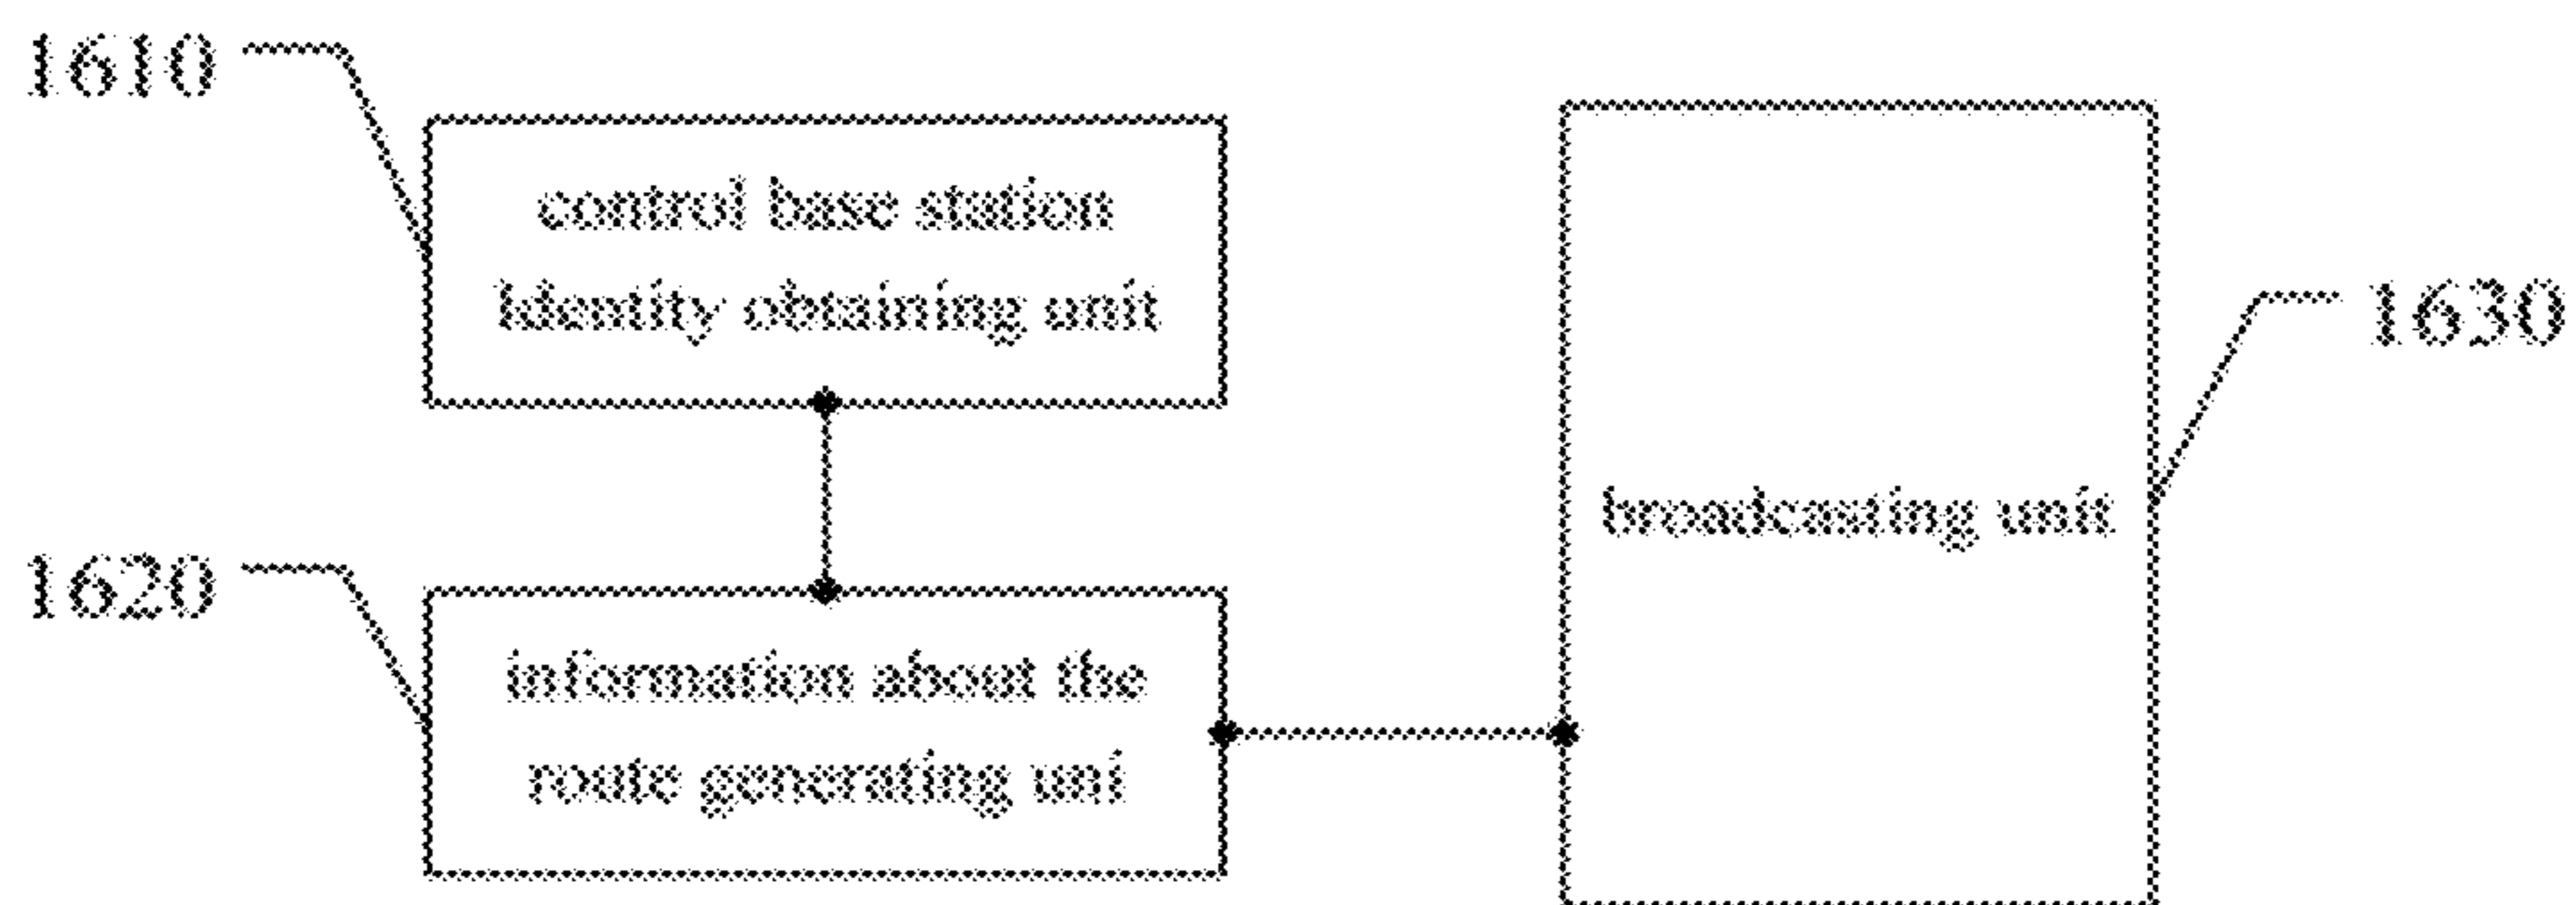 1610
control base station
identity obtaining unit
1620
information about the
route generating uni
broadcasting unit
1630